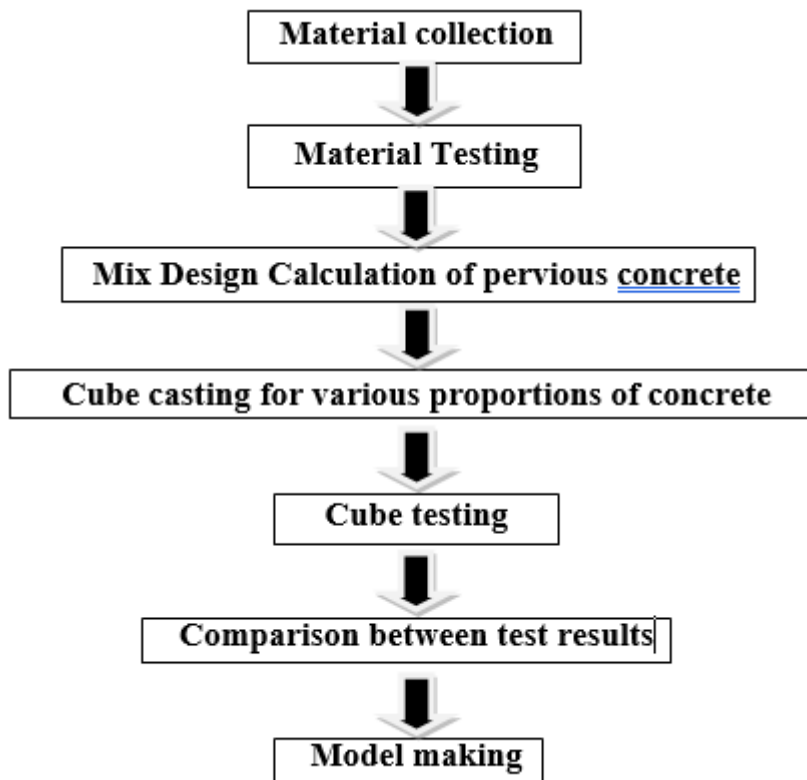 Material collection
Material Testing
Mix Design Calculation of pervious concrete
Cube casting for various proportions of concrete
Cube testing
Comparison between test results
Model making